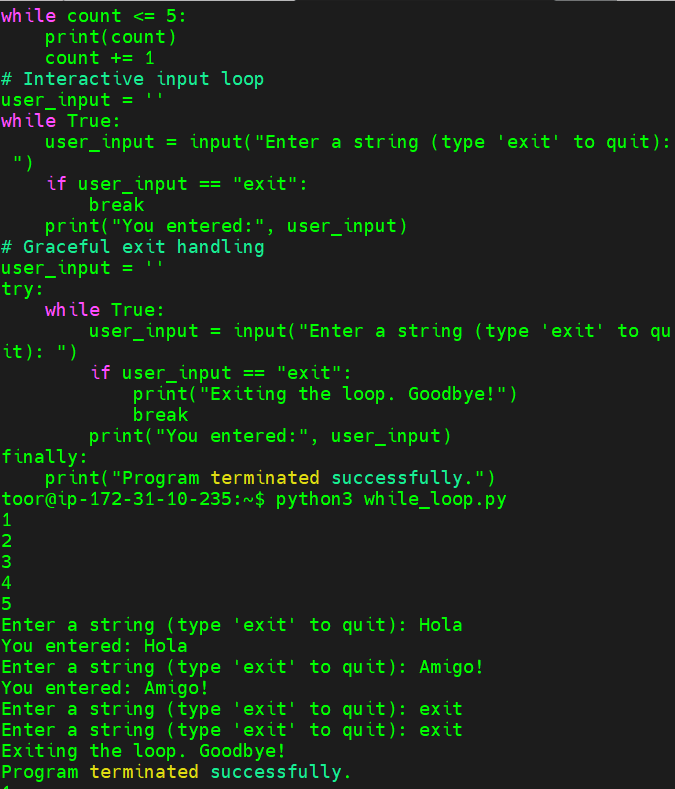 while count <= 5:
    print(count)
    count += 1
# Interactive input loop
user_input = ''
while True:
    user_input = input("Enter a string (type 'exit' to quit):
 ")
    if user_input == "exit":
        break
    print("You entered:", user_input)
# Graceful exit handling
user_input = ''
try:
    while True:
        user_input = input("Enter a string (type 'exit' to qu
it): ")
        if user_input == "exit":
            print("Exiting the loop. Goodbye!")
            break
        print("You entered:", user_input)
finally:
    print("Program terminated successfully.")
toor@ip-172-31-10-235:~$ python3 while_loop.py
1
2
3
4
5
Enter a string (type 'exit' to quit): Hola
You entered: Hola
Enter a string (type 'exit' to quit): Amigo!
You entered: Amigo!
Enter a string (type 'exit' to quit): exit
Enter a string (type 'exit' to quit): exit
Exiting the loop. Goodbye!
Program terminated successfully.